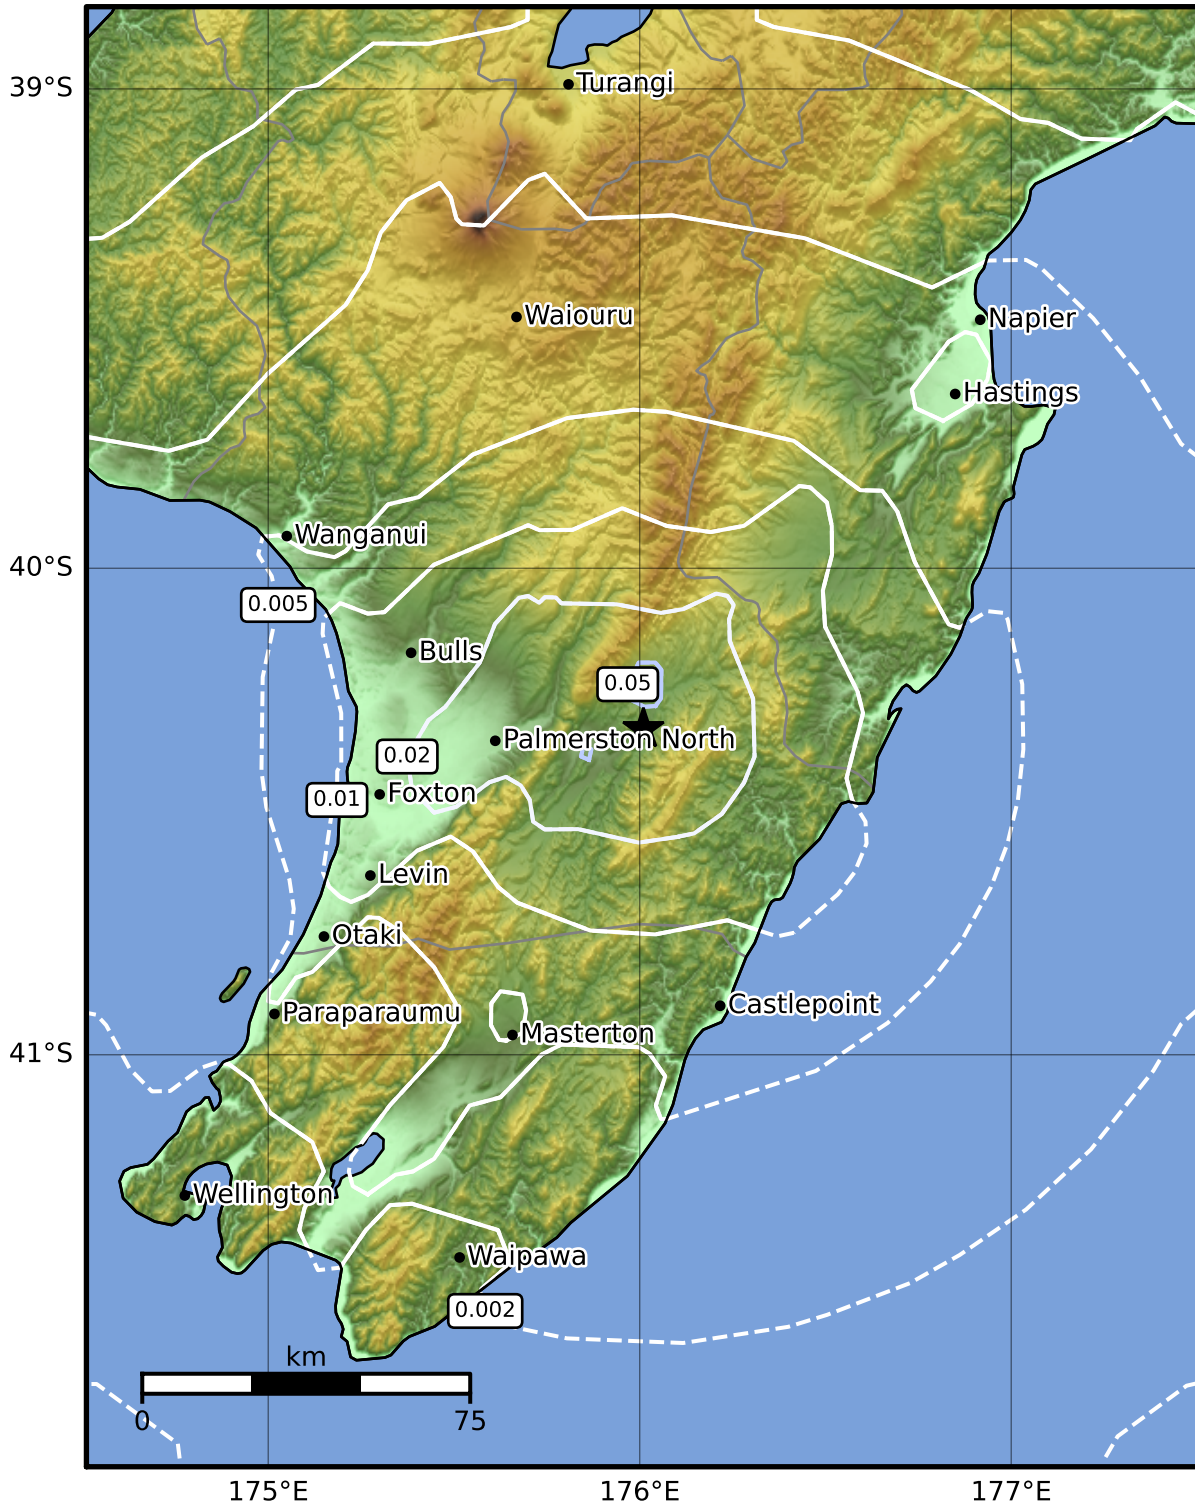 39°S
Turangi
Waiouru
Napier
Hastings
Wanganui
40°S
0.005
Bulls
0.05
Palmerston North
0.02
Foxton
0.01
Levin
Otaki
Castlepoint
Paraparaumu
Masterton
41°S
Wellington
Waipawa
0.002
km
0 75
175°E 176°E 177°E